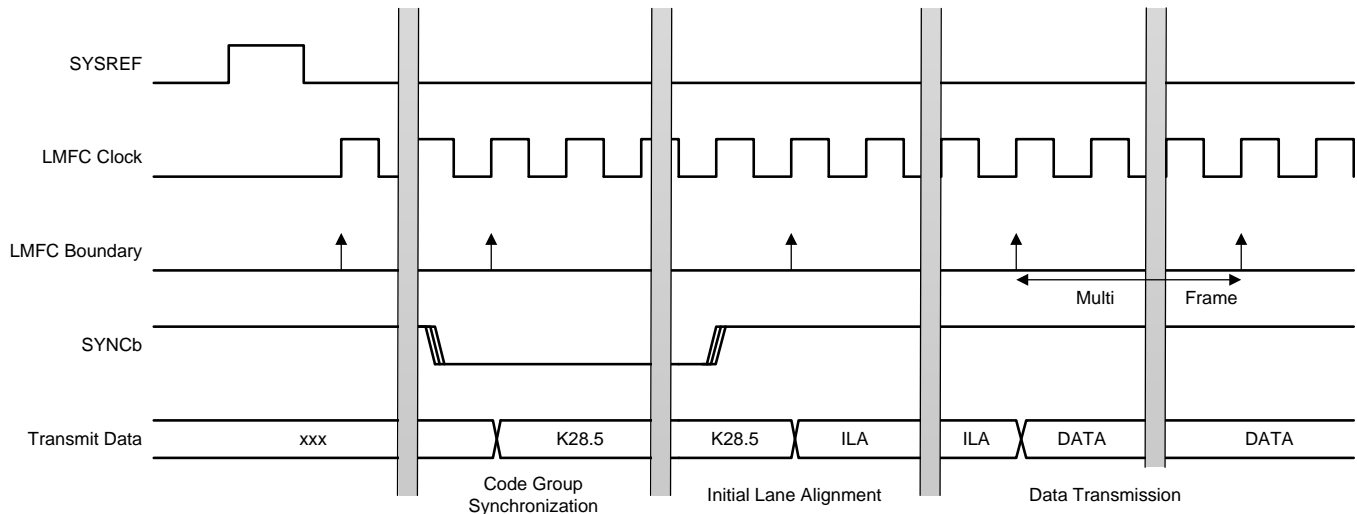 SYSREF
LMFC Clock
LMFC Boundary
Multi Frame
SYNCb
Transmit Data xxx K28.5 K28.5 ILA ILA DATA DATA
Code Group
Synchronization
Initial Lane Alignment
Data Transmission